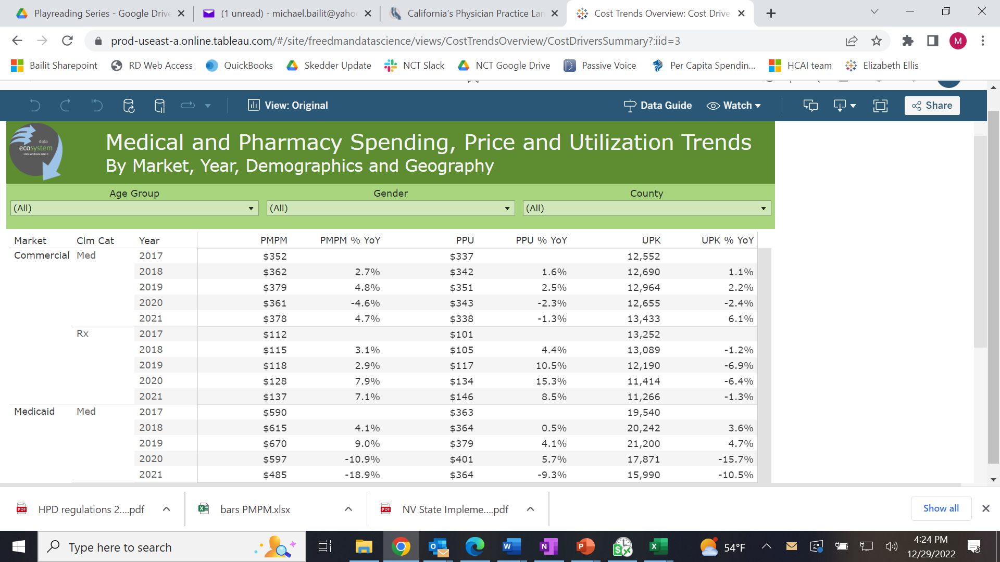 Playreading Series - Google Drive
(1 unread) - michael.bailit@yaho
California's Physician Practice Lan
Cost Trends Overview: Cost Drive
prod-useast-a.online.tableau.com/#/site/freedmandatascience/views/CostTrendsOverview/CostDriversSummary?:iid=3
M
Bailit Sharepoint RD Web Access QuickBooks Skedder Update NCT Slack NCT Google Drive Passive Voice Per Capita Spendin... HCAI team Elizabeth Ellis
View: Original Data Guide Watch Share
data
ecosystem
state of rhode island
Medical and Pharmacy Spending, Price and Utilization Trends
By Market, Year, Demographics and Geography
Age Group Gender County
(All) (All) (All)
Market Clm Cat Year PMPM PMPM % YoY PPU PPU % YoY UPK UPK % YoY
Commercial Med 2017 $352 $337 12,552
2018 $362 2.7% $342 1.6% 12,690 1.1%
2019 $379 4.8% $351 2.5% 12,964 2.2%
2020 $361 -4.6% $343 -2.3% 12,655 -2.4%
2021 $378 4.7% $338 -1.3% 13,433 6.1%
Rx 2017 $112 $101 13,252
2018 $115 3.1% $105 4.4% 13,089 -1.2%
2019 $118 2.9% $117 10.5% 12,190 -6.9%
2020 $128 7.9% $134 15.3% 11,414 -6.4%
2021 $137 7.1% $146 8.5% 11,266 -1.3%
Medicaid Med 2017 $590 $363 19,540
2018 $615 4.1% $364 0.5% 20,242 3.6%
2019 $670 9.0% $379 4.1% 21,200 4.7%
2020 $597 -10.9% $401 5.7% 17,871 -15.7%
2021 $485 -18.9% $364 -9.3% 15,990 -10.5%
HPD regulations 2....pdf bars PMPM.xlsx NV State Impleme....pdf Show all
Type here to search
54°F
4:24 PM
12/29/2022